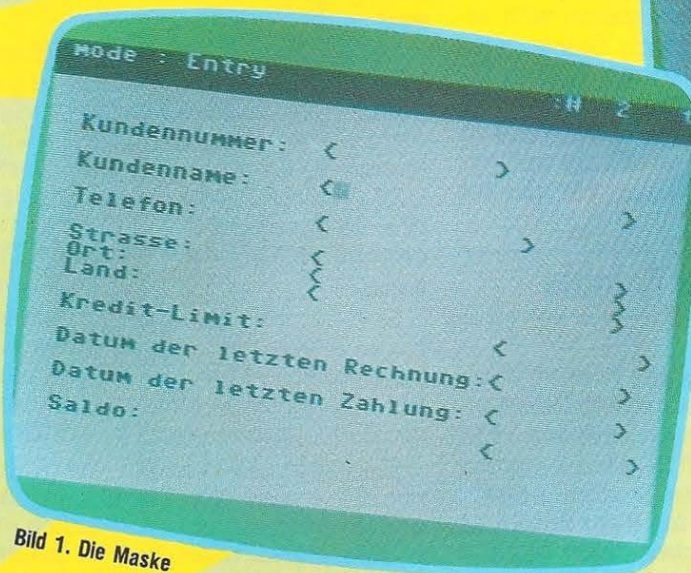 mode : Entry :# 2
Kundennummer: < >
Kundenname: < >
Telefon: < >
Strasse: < >
Ort: < >
Land: < >
Kredit-Limit: < >
Datum der letzten Rechnung:< >
Datum der letzten Zahlung: < >
Saldo: < >
Bild 1. Die Maske